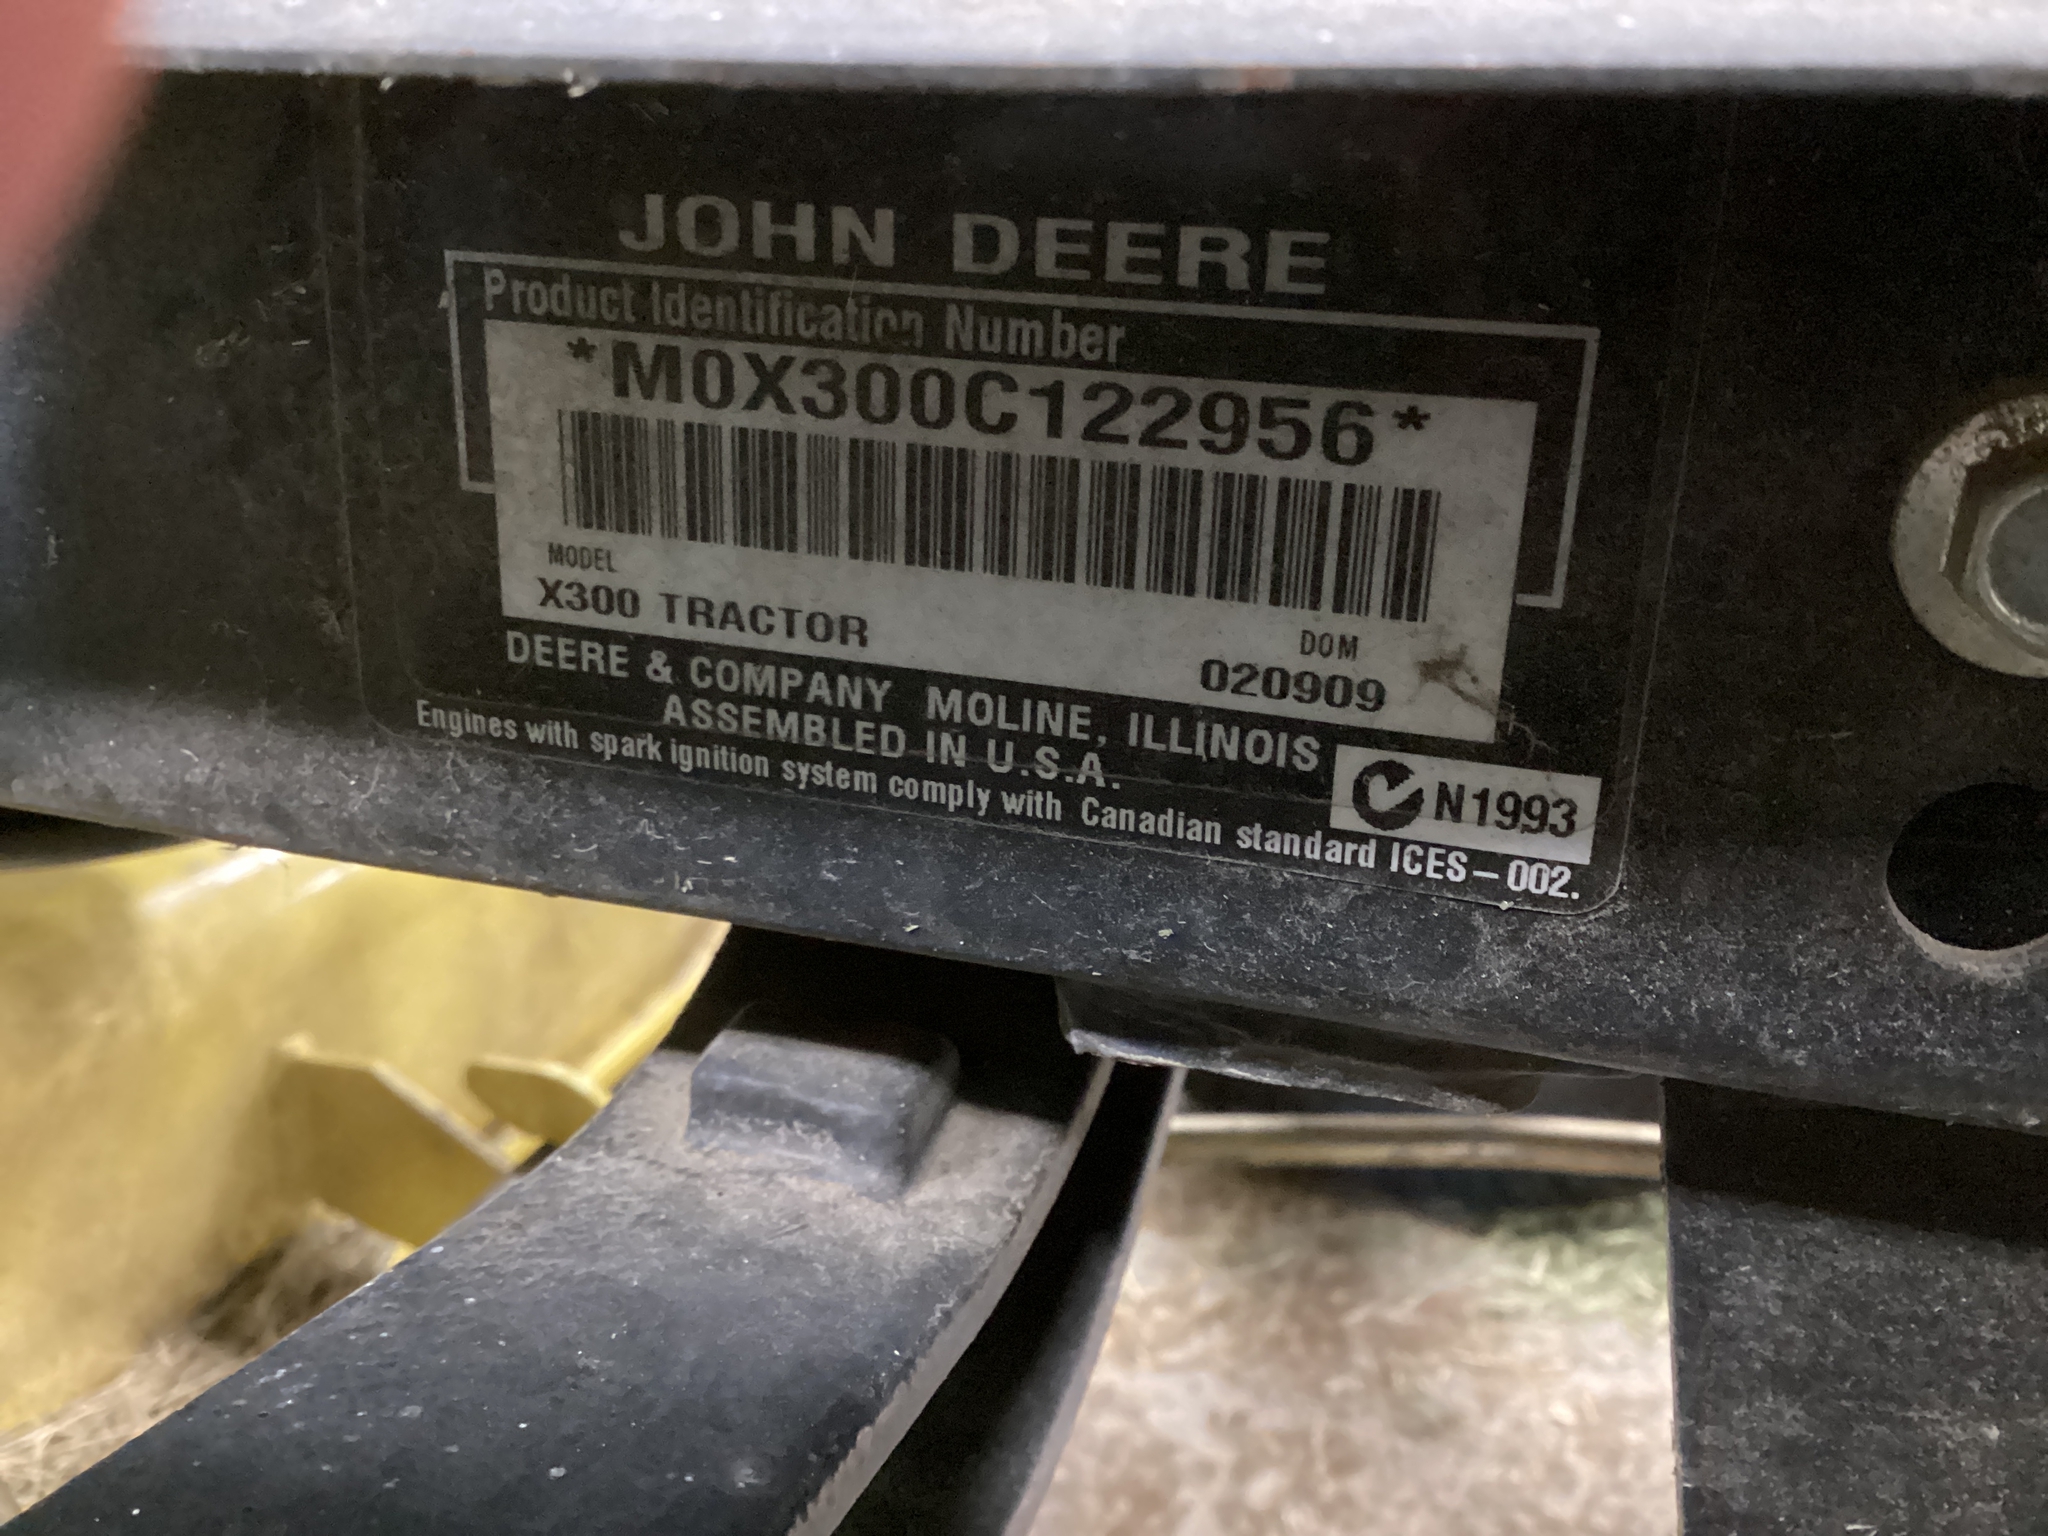 JOHN DEERE
Product Identification Number
*M0X300C122956*
MODEL
X300 TRACTOR
DOM
020909
DEERE & COMPANY MOLINE, ILLINOIS
ASSEMBLED IN U.S.A.
N1993
Engines with spark ignition system comply with Canadian standard ICES-002.